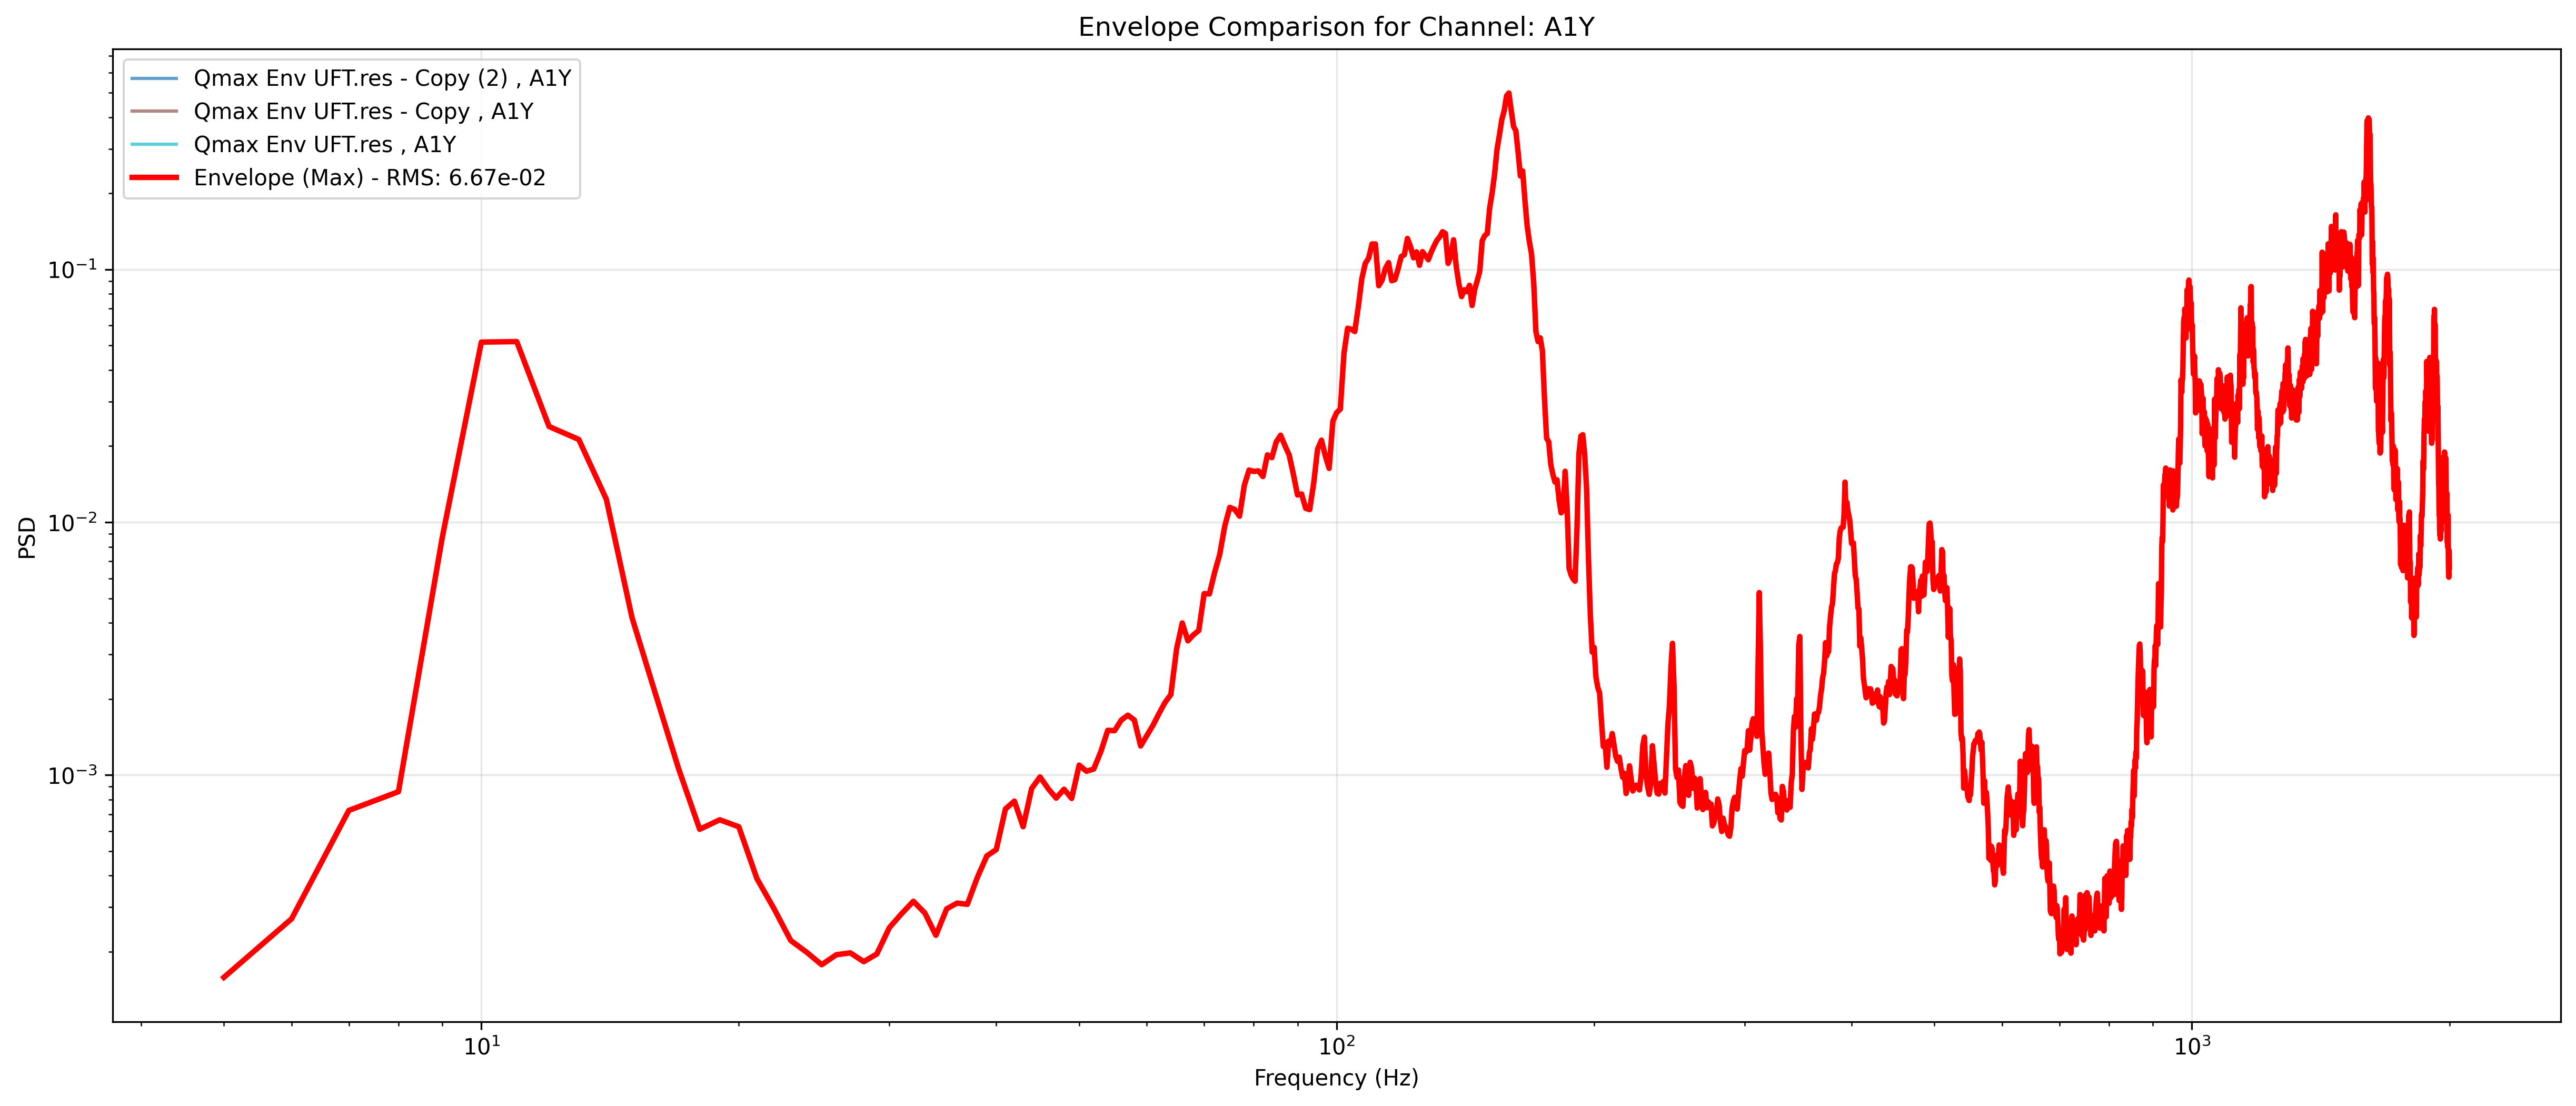 Envelope Comparison for Channel: A1Y
Qmax Env UFT.res - Copy (2) , A1Y
Qmax Env UFT.res - Copy , A1Y
Qmax Env UFT.res , A1Y
Envelope (Max) - RMS: 6.67e-02
PSD
10⁻¹
10⁻²
10⁻³
10¹
10²
10³
Frequency (Hz)